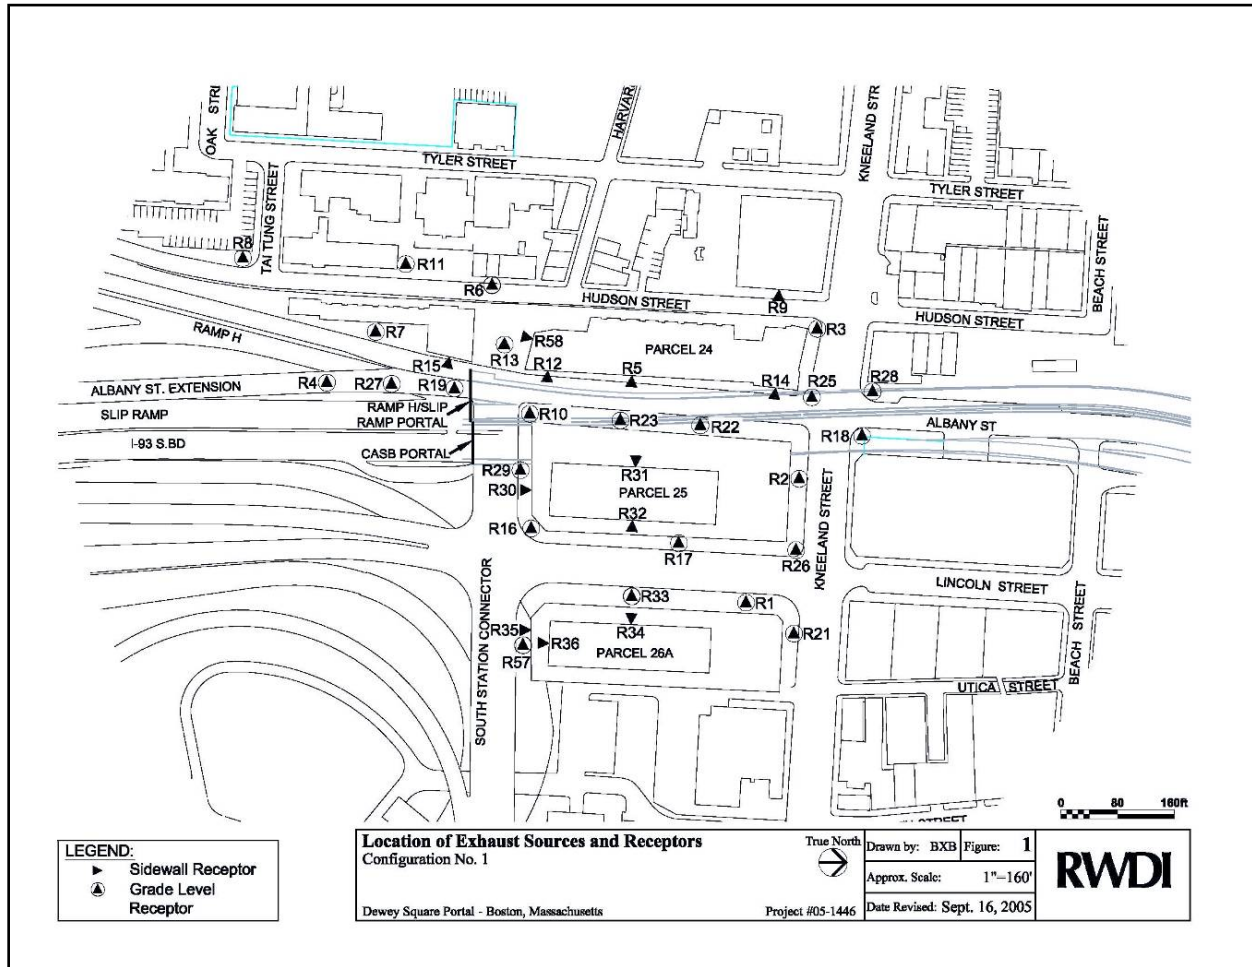 OAK STRI
HARVAR
KNEELAND STR
TYLER STREET
TYLER STREET
TAI TUNG STREET
BEACH STREET
R8
R11
R6
HUDSON STREET
R9
HUDSON STREET
R3
RAMP H
R7
R13
R58
PARCEL 24
R15
R12
R5
R4
R27
R19
R14
R25
R28
ALBANY ST. EXTENSION
RAMP H/SLIP
RAMP PORTAL
SLIP RAMP
R10
R23
R22
ALBANY ST
I-93 S.BD
CASB PORTAL
R18
R29
R31
R2
R30
PARCEL 25
R16
R32
R17
R26
KNEELAND STREET
LINCOLN STREET
SOUTH STATION CONNECTOR
R33
R1
BEACH STREET
R35
R36
R34
R21
R57
PARCEL 26A
UTICA STREET
0 80 160ft
LEGEND:
Sidewall Receptor
Grade Level
Receptor
Location of Exhaust Sources and Receptors
Configuration No. 1
True North
Drawn by: BXB Figure: 1
Approx. Scale: 1"=160'
Dewey Square Portal - Boston, Massachusetts Project #05-1446
Date Revised: Sept. 16, 2005
RWDI